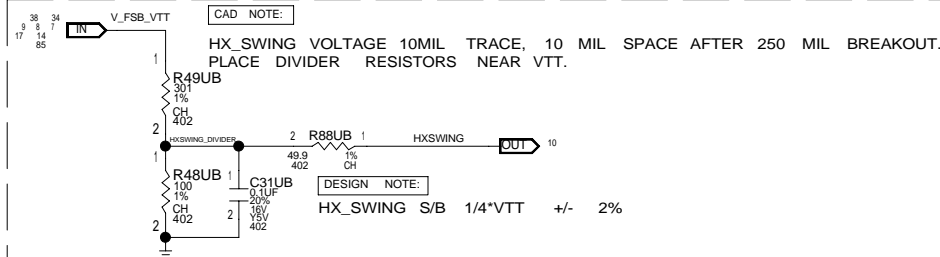 38 34
9 8 7
17 14
85
IN
V_FSB_VTT
CAD NOTE:
HX_SWING VOLTAGE 10MIL TRACE, 10 MIL SPACE AFTER 250 MIL BREAKOUT.
PLACE DIVIDER RESISTORS NEAR VTT.
1
R49UB
301
1%
CH
402
2
HXSWING_DIVIDER
2 R88UB 1
49.9
402
1%
CH
HXSWING
OUT
10
1
R48UB
100
1%
CH
402
2
1
C31UB
0.1UF
20%
16V
Y5V
402
2
DESIGN NOTE:
HX_SWING S/B 1/4*VTT +/- 2%